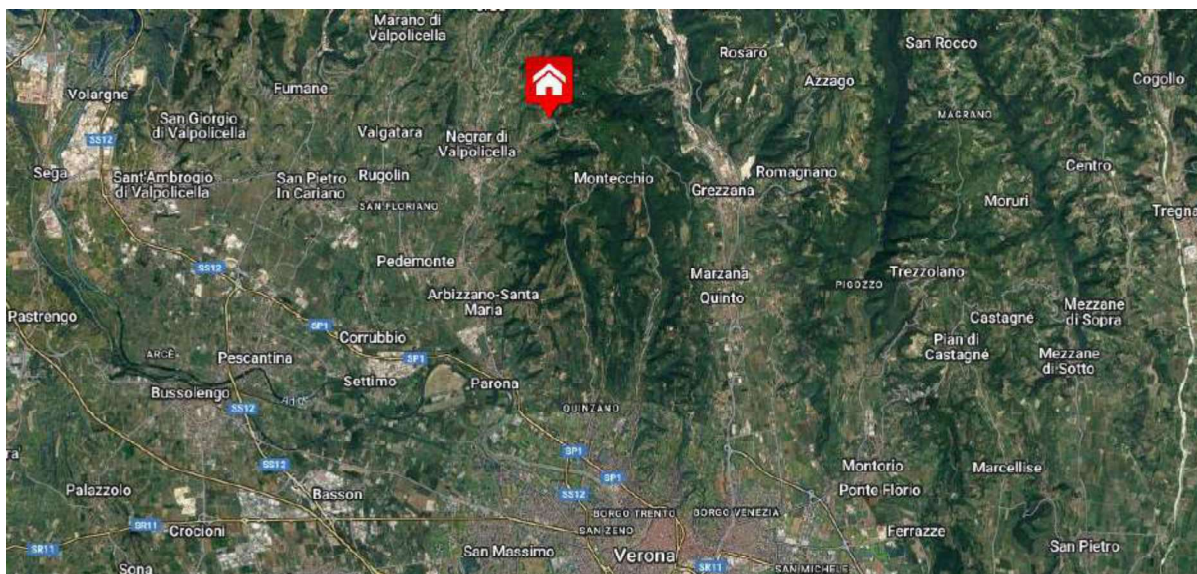 Marano di
Valpolicella
Rosaro
San Rocco
Azzago
Cogollo
Volargne
Fumane
San Giorgio
di Valpolicella
MAGRANO
Valgatara
Negrar di
Valpolicella
SS12
Sega
Sant'Ambrogio
di Valpolicella
San Pietro
In Cariano
Rugolin
Montecchio
Romagnano
Grezzana
Centro
Moruri
Tregna
SAN FLORIANO
Pedemonte
SS12
Marzana
Quinto
Trezzolano
PIGOZZO
Arbizzano-Santa
Maria
Pastrengo
SP1
Castagne
Mezzane
di Sopra
Corrubbio
Pian di
Castagnè
ARCÈ
Pescantina
SP1
Mezzane
di Sotto
Settimo
Parona
Bussolengo
SS12
QUINZANO
SP1
SS12
SP1
Montorio
Marcellise
Palazzolo
Basson
SS12
Ponte Florio
BORGO TRENTO
BORGO VENEZIA
SR11
Crocioni
SAN ZENO
Ferrazze
SR11
San Massimo
Verona
San Pietro
Sona
SR11
SAN MICHELE